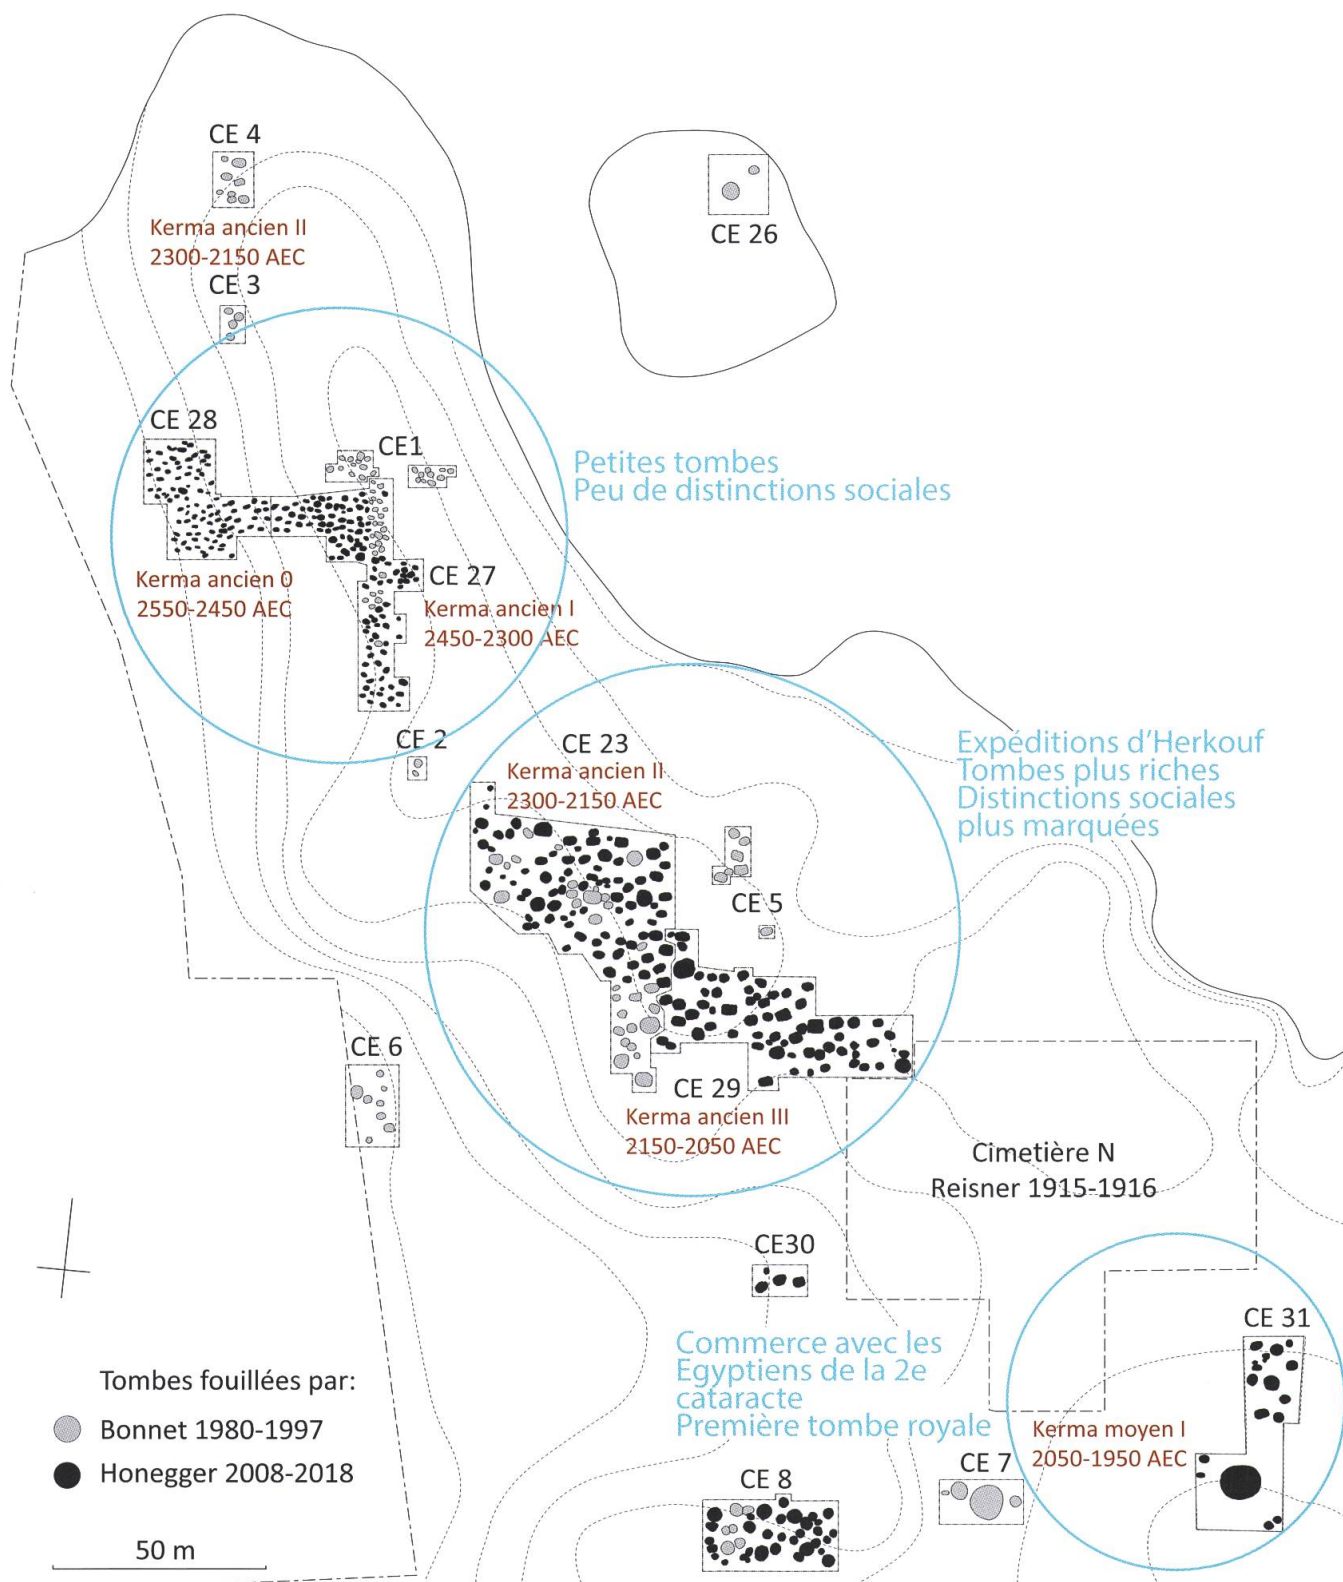 CE 4
Kerma ancien II
2300-2150 AEC
CE 3
CE 26
CE 28
CE1
Petites tombes
Peu de distinctions sociales
Kerma ancien 0
2550-2450 AEC
CE 27
Kerma ancien I
2450-2300 AEC
CE 2
CE 23
Kerma ancien II
2300-2150 AEC
Expéditions d'Herkouf
Tombes plus riches
Distinctions sociales
plus marquées
CE 5
CE 6
CE 29
Kerma ancien III
2150-2050 AEC
Cimetière N
Reisner 1915-1916
CE30
CE 31
Commerce avec les
Egyptiens de la 2e
cataracte
Première tombe royale
Kerma moyen I
2050-1950 AEC
CE 7
CE 8
Tombes fouillées par:
Bonnet 1980-1997
Honegger 2008-2018
50 m